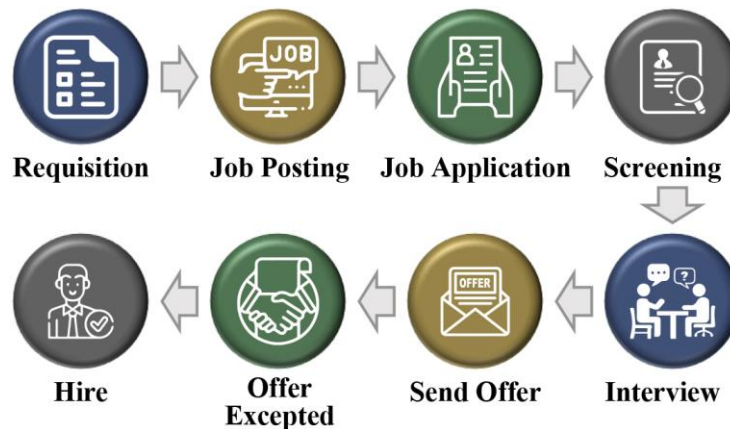 JOB
Requisition
Job Posting
Job Application
Screening
OFFER
Hire
Offer
Excepted
Send Offer
Interview
?